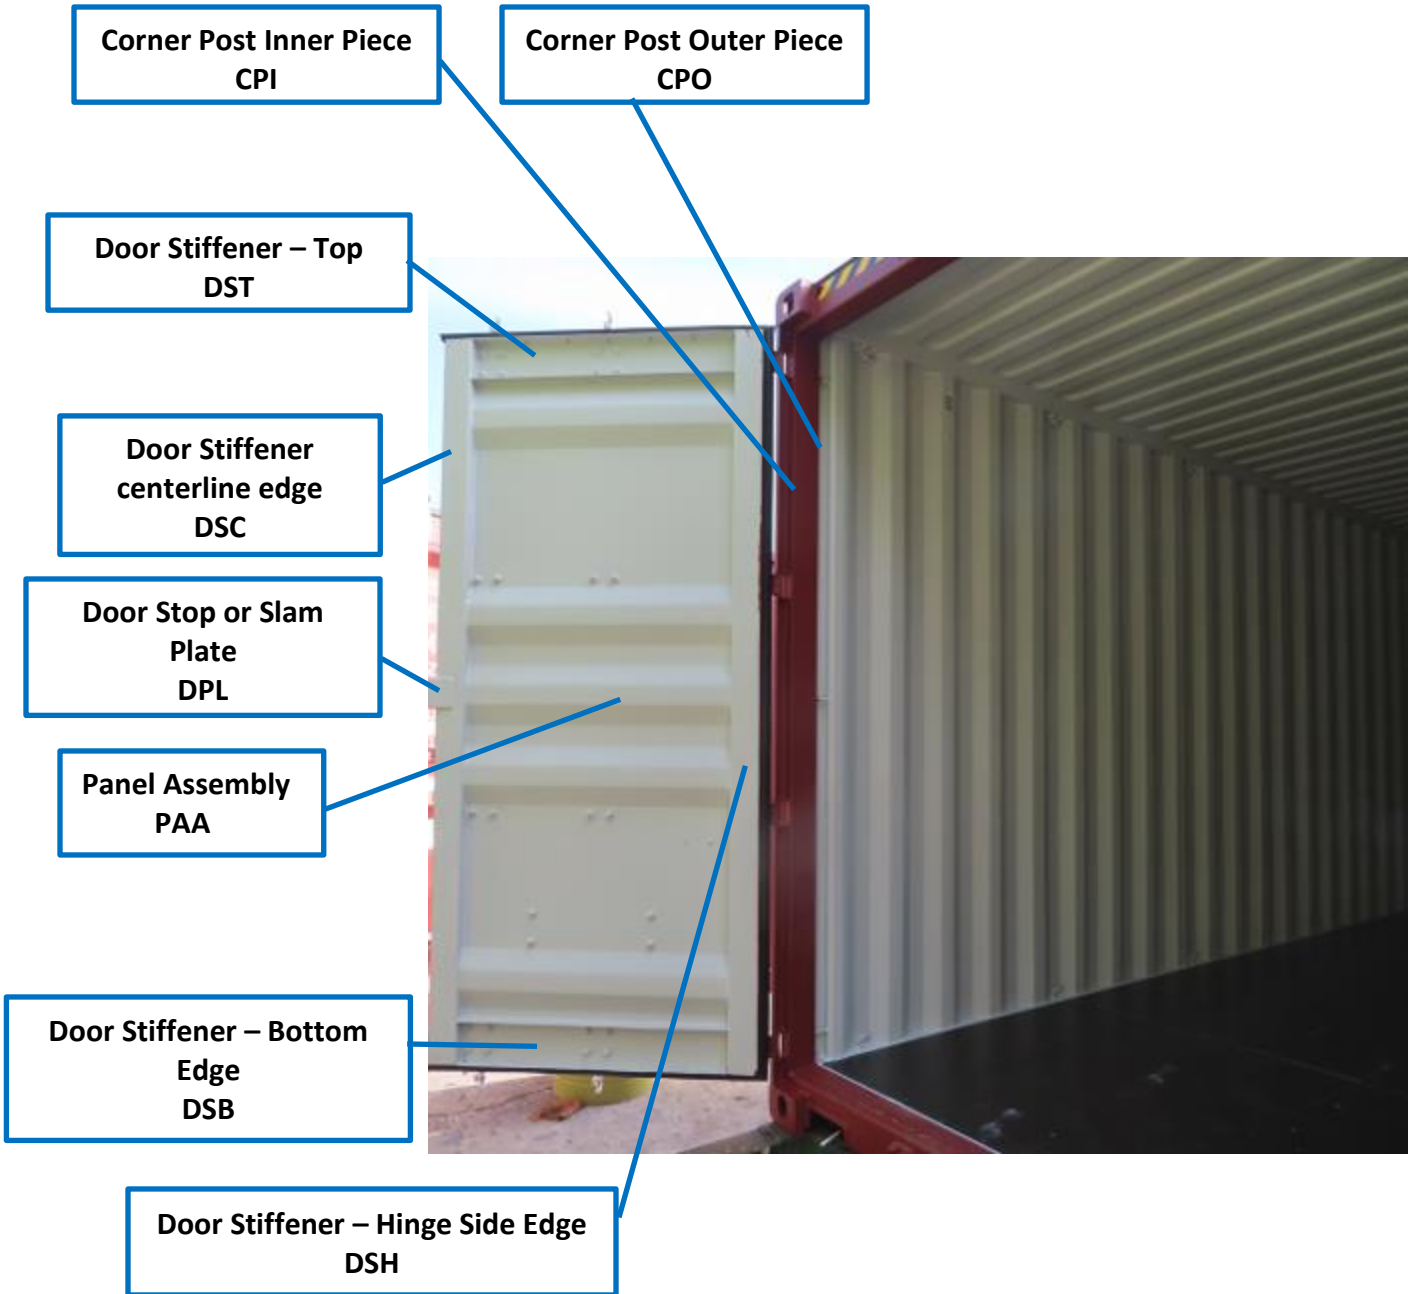 Corner Post Inner Piece
CPI
Corner Post Outer Piece
CPO
Door Stiffener – Top
DST
Door Stiffener
centerline edge
DSC
Door Stop or Slam
Plate
DPL
Panel Assembly
PAA
Door Stiffener – Bottom
Edge
DSB
Door Stiffener – Hinge Side Edge
DSH